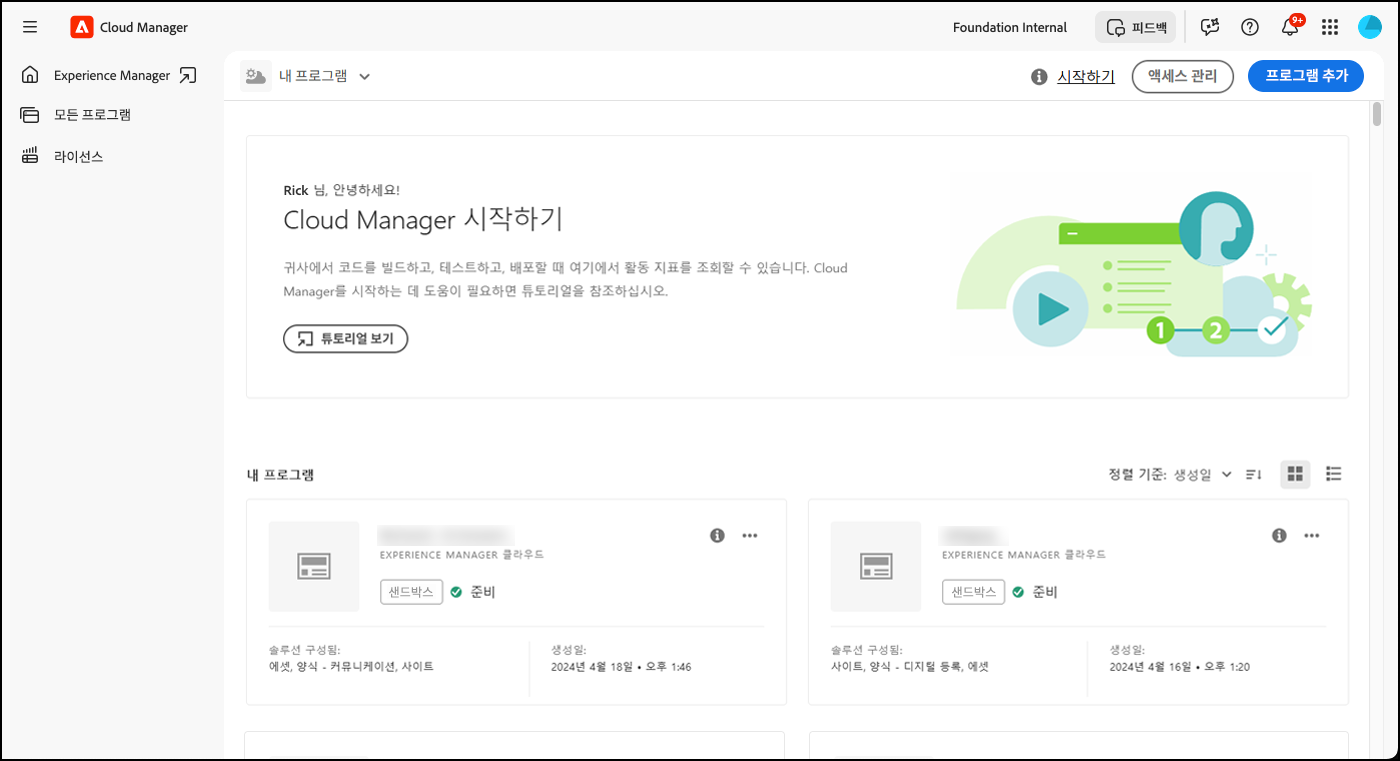 Cloud Manager
Foundation Internal
피드백
9+
Experience Manager
모든 프로그램
라이선스
내 프로그램
시작하기
액세스 관리
프로그램 추가
Rick 님, 안녕하세요!
Cloud Manager 시작하기
귀사에서 코드를 빌드하고, 테스트하고, 배포할 때 여기에서 활동 지표를 조회할 수 있습니다. Cloud
Manager를 시작하는 데 도움이 필요하면 튜토리얼을 참조하십시오.
튜토리얼 보기
1
2
내 프로그램
정렬 기준: 생성일
EXPERIENCE MANAGER 클라우드
샌드박스 준비
솔루션 구성됨:
에셋, 양식 - 커뮤니케이션, 사이트
생성일:
2024년 4월 18일 • 오후 1:46
EXPERIENCE MANAGER 클라우드
샌드박스 준비
솔루션 구성됨:
사이트, 양식 - 디지털 등록, 에셋
생성일:
2024년 4월 16일 • 오후 1:20